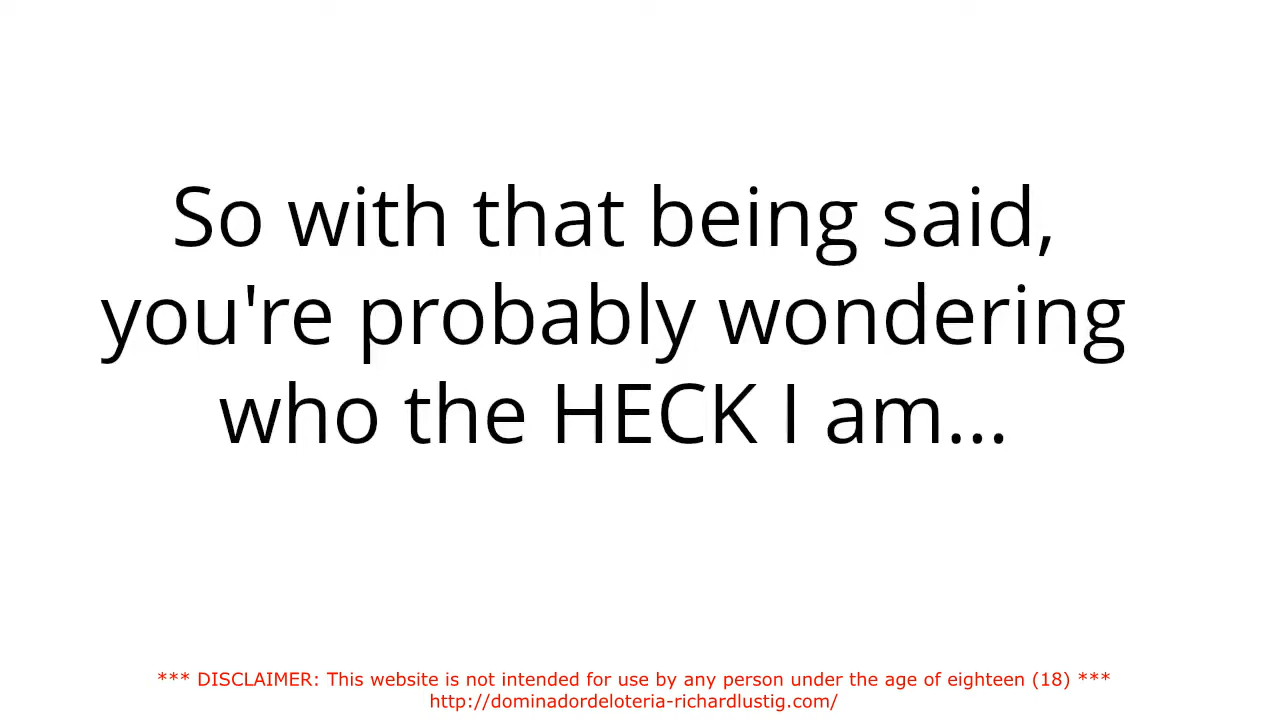 So with that being said,
you're probably wondering
who the HECK I am...
*** DISCLAIMER: This website is not intended for use by any person under the age of eighteen (18) ***
http://dominadordeloteria-richardlustig.com/